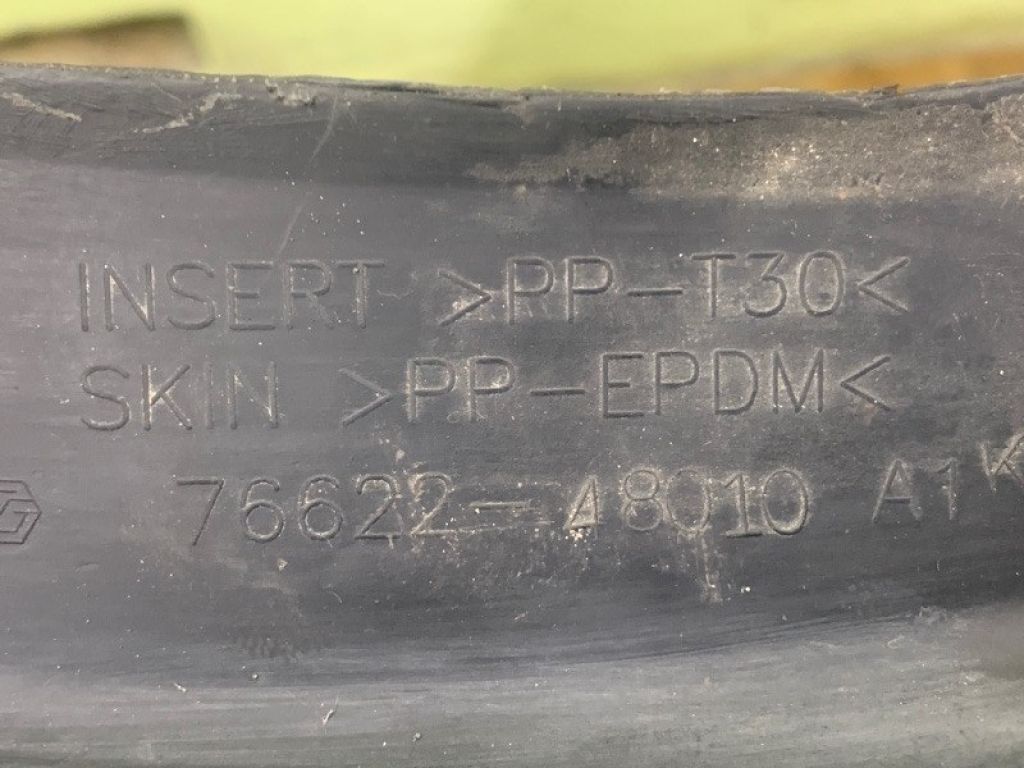 INSERT >PP-T30<
SKIN >PP-EPDM<
76622-48010 A1 K